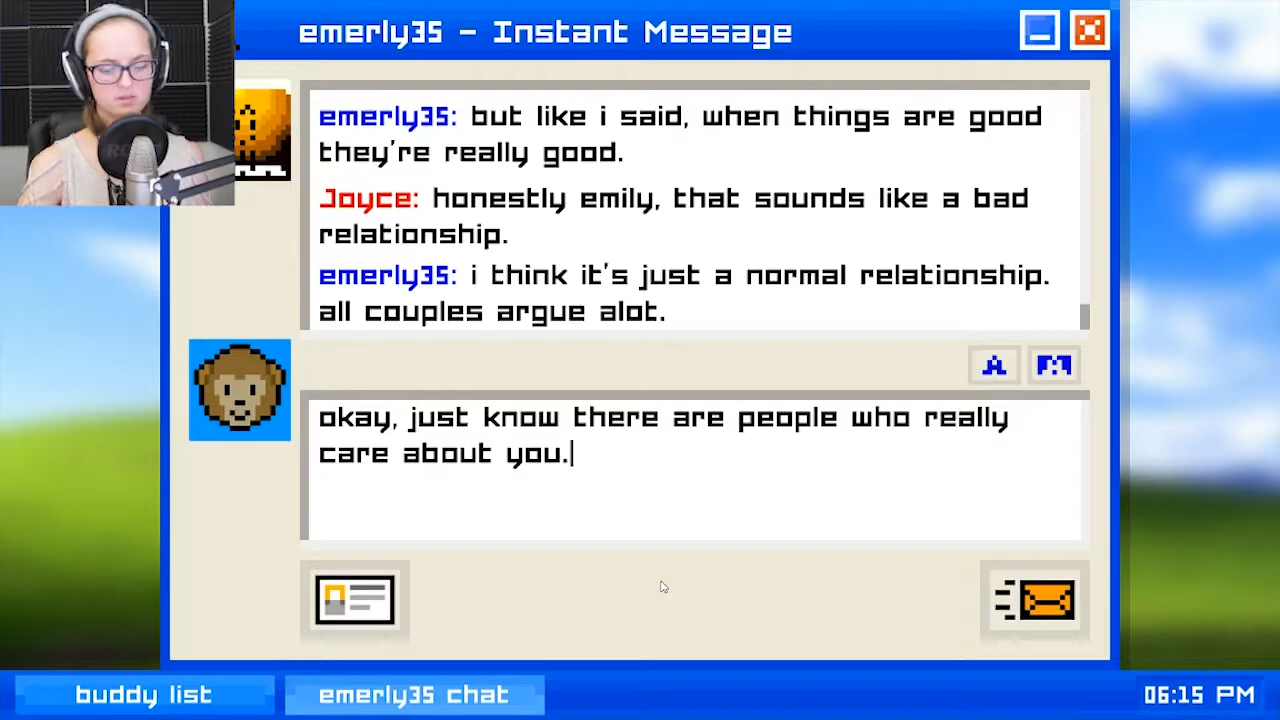 emerly35 - Instant Message
emerly35: but like i said, when things are good
they're really good.
Joyce: honestly emily, that sounds like a bad
relationship.
emerly35: i think it's just a normal relationship.
all couples argue alot.
A
okay, just know there are people who really
care about you.
buddy list
emerly35 chat
06:15 PM